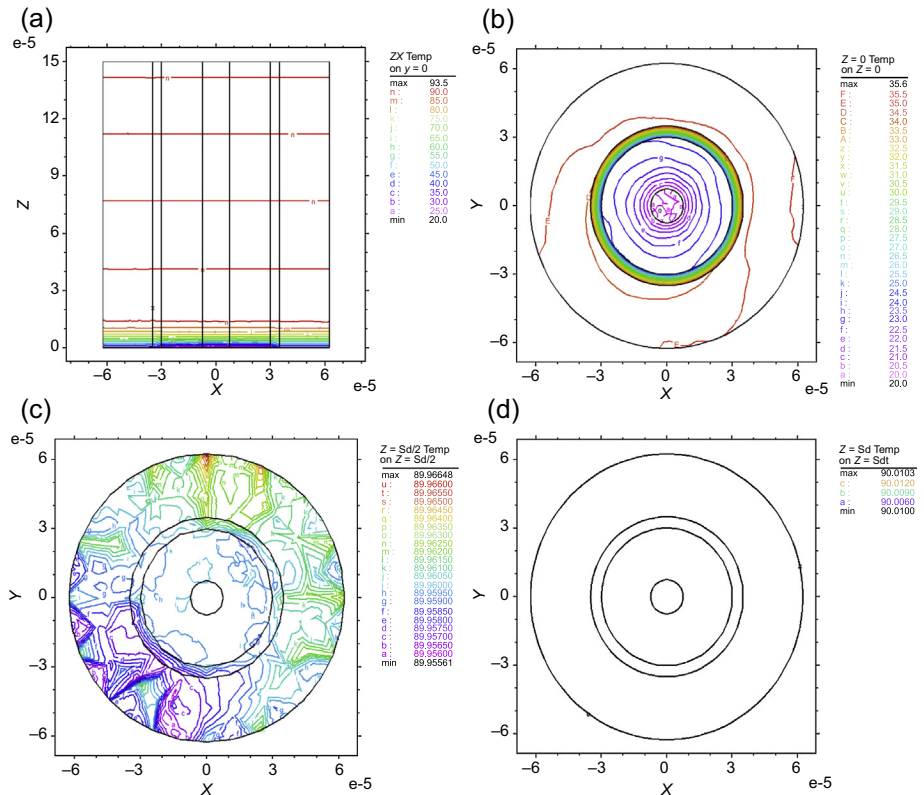 (a)
e-5
15
12
9
6
3
0
Z
−6 −3 0 3 6
X
e-5
ZX Temp
on y = 0
max 93.5
n : 90.0
m : 85.0
l : 80.0
k : 75.0
j : 70.0
i : 65.0
h : 60.0
g : 55.0
f : 50.0
e : 45.0
d : 40.0
c : 35.0
b : 30.0
a : 25.0
min 20.0
(b)
e-5
6
3
0
−3
−6
Y
−6 −3 0 3 6
X
e-5
Z = 0 Temp
on Z = 0
max 35.6
F : 35.5
E : 35.0
D : 34.5
C : 34.0
B : 33.5
A : 33.0
z : 32.5
y : 32.0
x : 31.5
w : 31.0
v : 30.5
u : 30.0
t : 29.5
s : 29.0
r : 28.5
q : 28.0
p : 27.5
o : 27.0
n : 26.5
m : 26.0
l : 25.5
k : 25.0
j : 24.5
i : 24.0
h : 23.5
g : 23.0
f : 22.5
e : 22.0
d : 21.5
c : 21.0
b : 20.5
a : 20.0
min 20.0
(c)
e-5
6
3
0
−3
−6
Y
−6 −3 0 3 6
X
e-5
Z = Sd/2 Temp
on Z = Sd/2
max 89.96648
u : 89.96600
t : 89.96550
s : 89.96500
r : 89.96450
q : 89.96400
p : 89.96350
o : 89.96300
n : 89.96250
m : 89.96200
l : 89.96150
k : 89.96100
j : 89.96050
i : 89.96000
h : 89.95950
g : 89.95900
f : 89.95850
e : 89.95800
d : 89.95750
c : 89.95700
b : 89.95650
a : 89.95600
min 89.95561
(d)
e-5
6
3
0
−3
−6
Y
−6 −3 0 3 6
X
e-5
Z = Sd Temp
on Z = Sdt
max 90.0103
c : 90.0120
b : 90.0090
a : 90.0060
min 90.0100